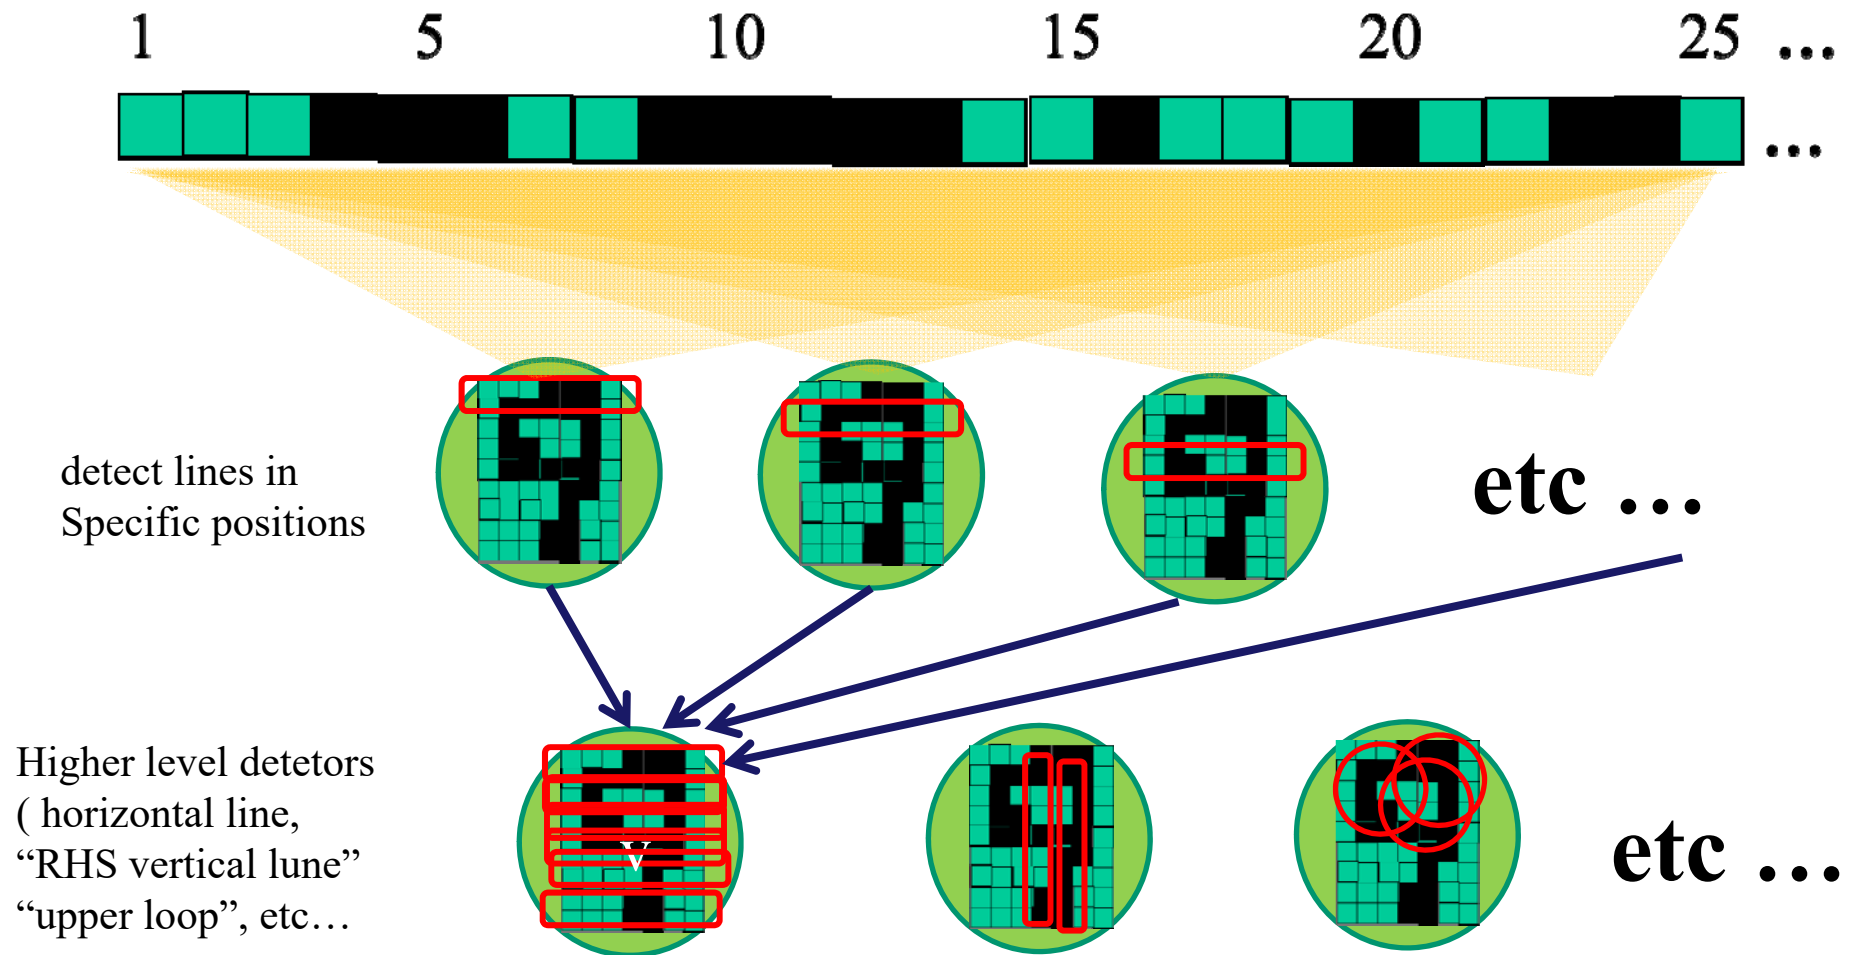 1 5 10 15 20 25 ...
...
detect lines in
Specific positions
etc ...
Higher level detetors
( horizontal line,
“RHS vertical lune”
“upper loop”, etc…
v
etc ...